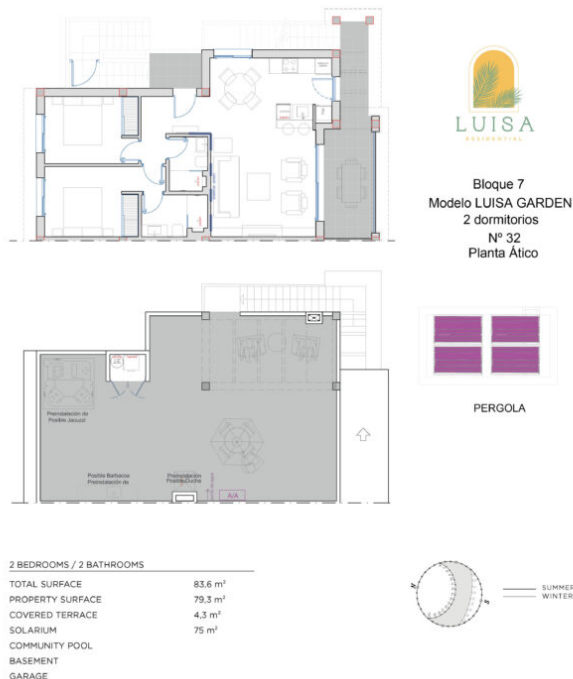 LUISA
RESIDENTIAL
Bloque 7
Modelo LUISA GARDEN
2 dormitorios
Nº 32
Planta Ático
PERGOLA
Preinstalación de
Posible Jacuzzi
Posible Barbacoa
Preinstalación de
Preinstalación
Posible Ducha
A/A
2 BEDROOMS / 2 BATHROOMS
TOTAL SURFACE 83,6 m²
PROPERTY SURFACE 79,3 m²
COVERED TERRACE 4,3 m²
SOLARIUM 75 m²
COMMUNITY POOL
BASEMENT
GARAGE
N
S
SUMMER
WINTER